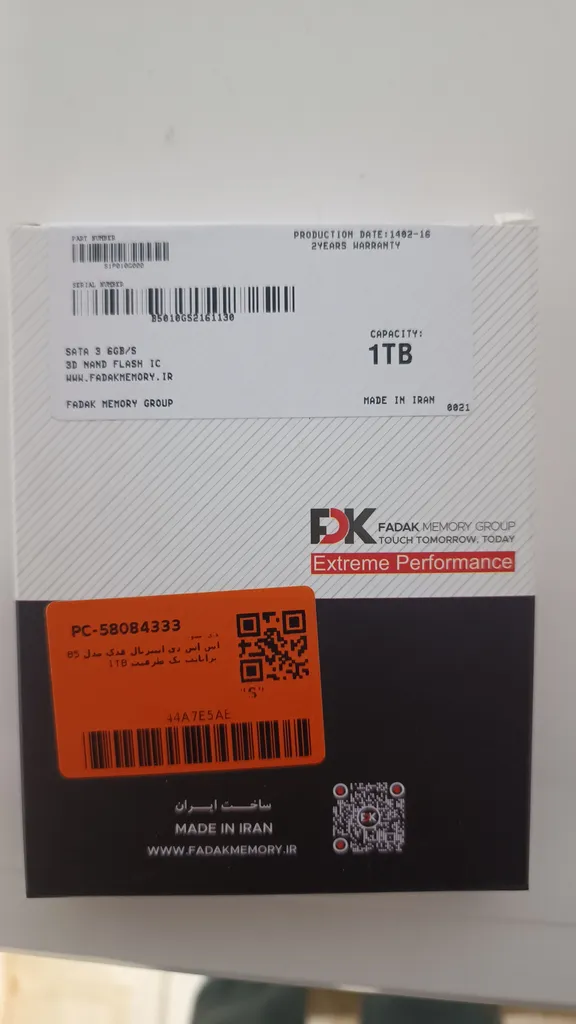 PART NUMBER
PRODUCTION DATE:1402-16
2YEARS WARRANTY
SERIAL NUMBER
B5010GS2161130
CAPACITY:
1TB
SATA 3 6GB/S
3D NAND FLASH IC
WWW.FADAKMEMORY.IR
FADAK MEMORY GROUP
MADE IN IRAN
0021
FDK
FADAK MEMORY GROUP
TOUCH TOMORROW, TODAY
Extreme Performance
PC-58084333
اس اس دی اینترنال فدک مدل B5
ترابایت یک ظرفیت 1TB
"S"
44A7E5AE
ساخت ایران
MADE IN IRAN
WWW.FADAKMEMORY.IR